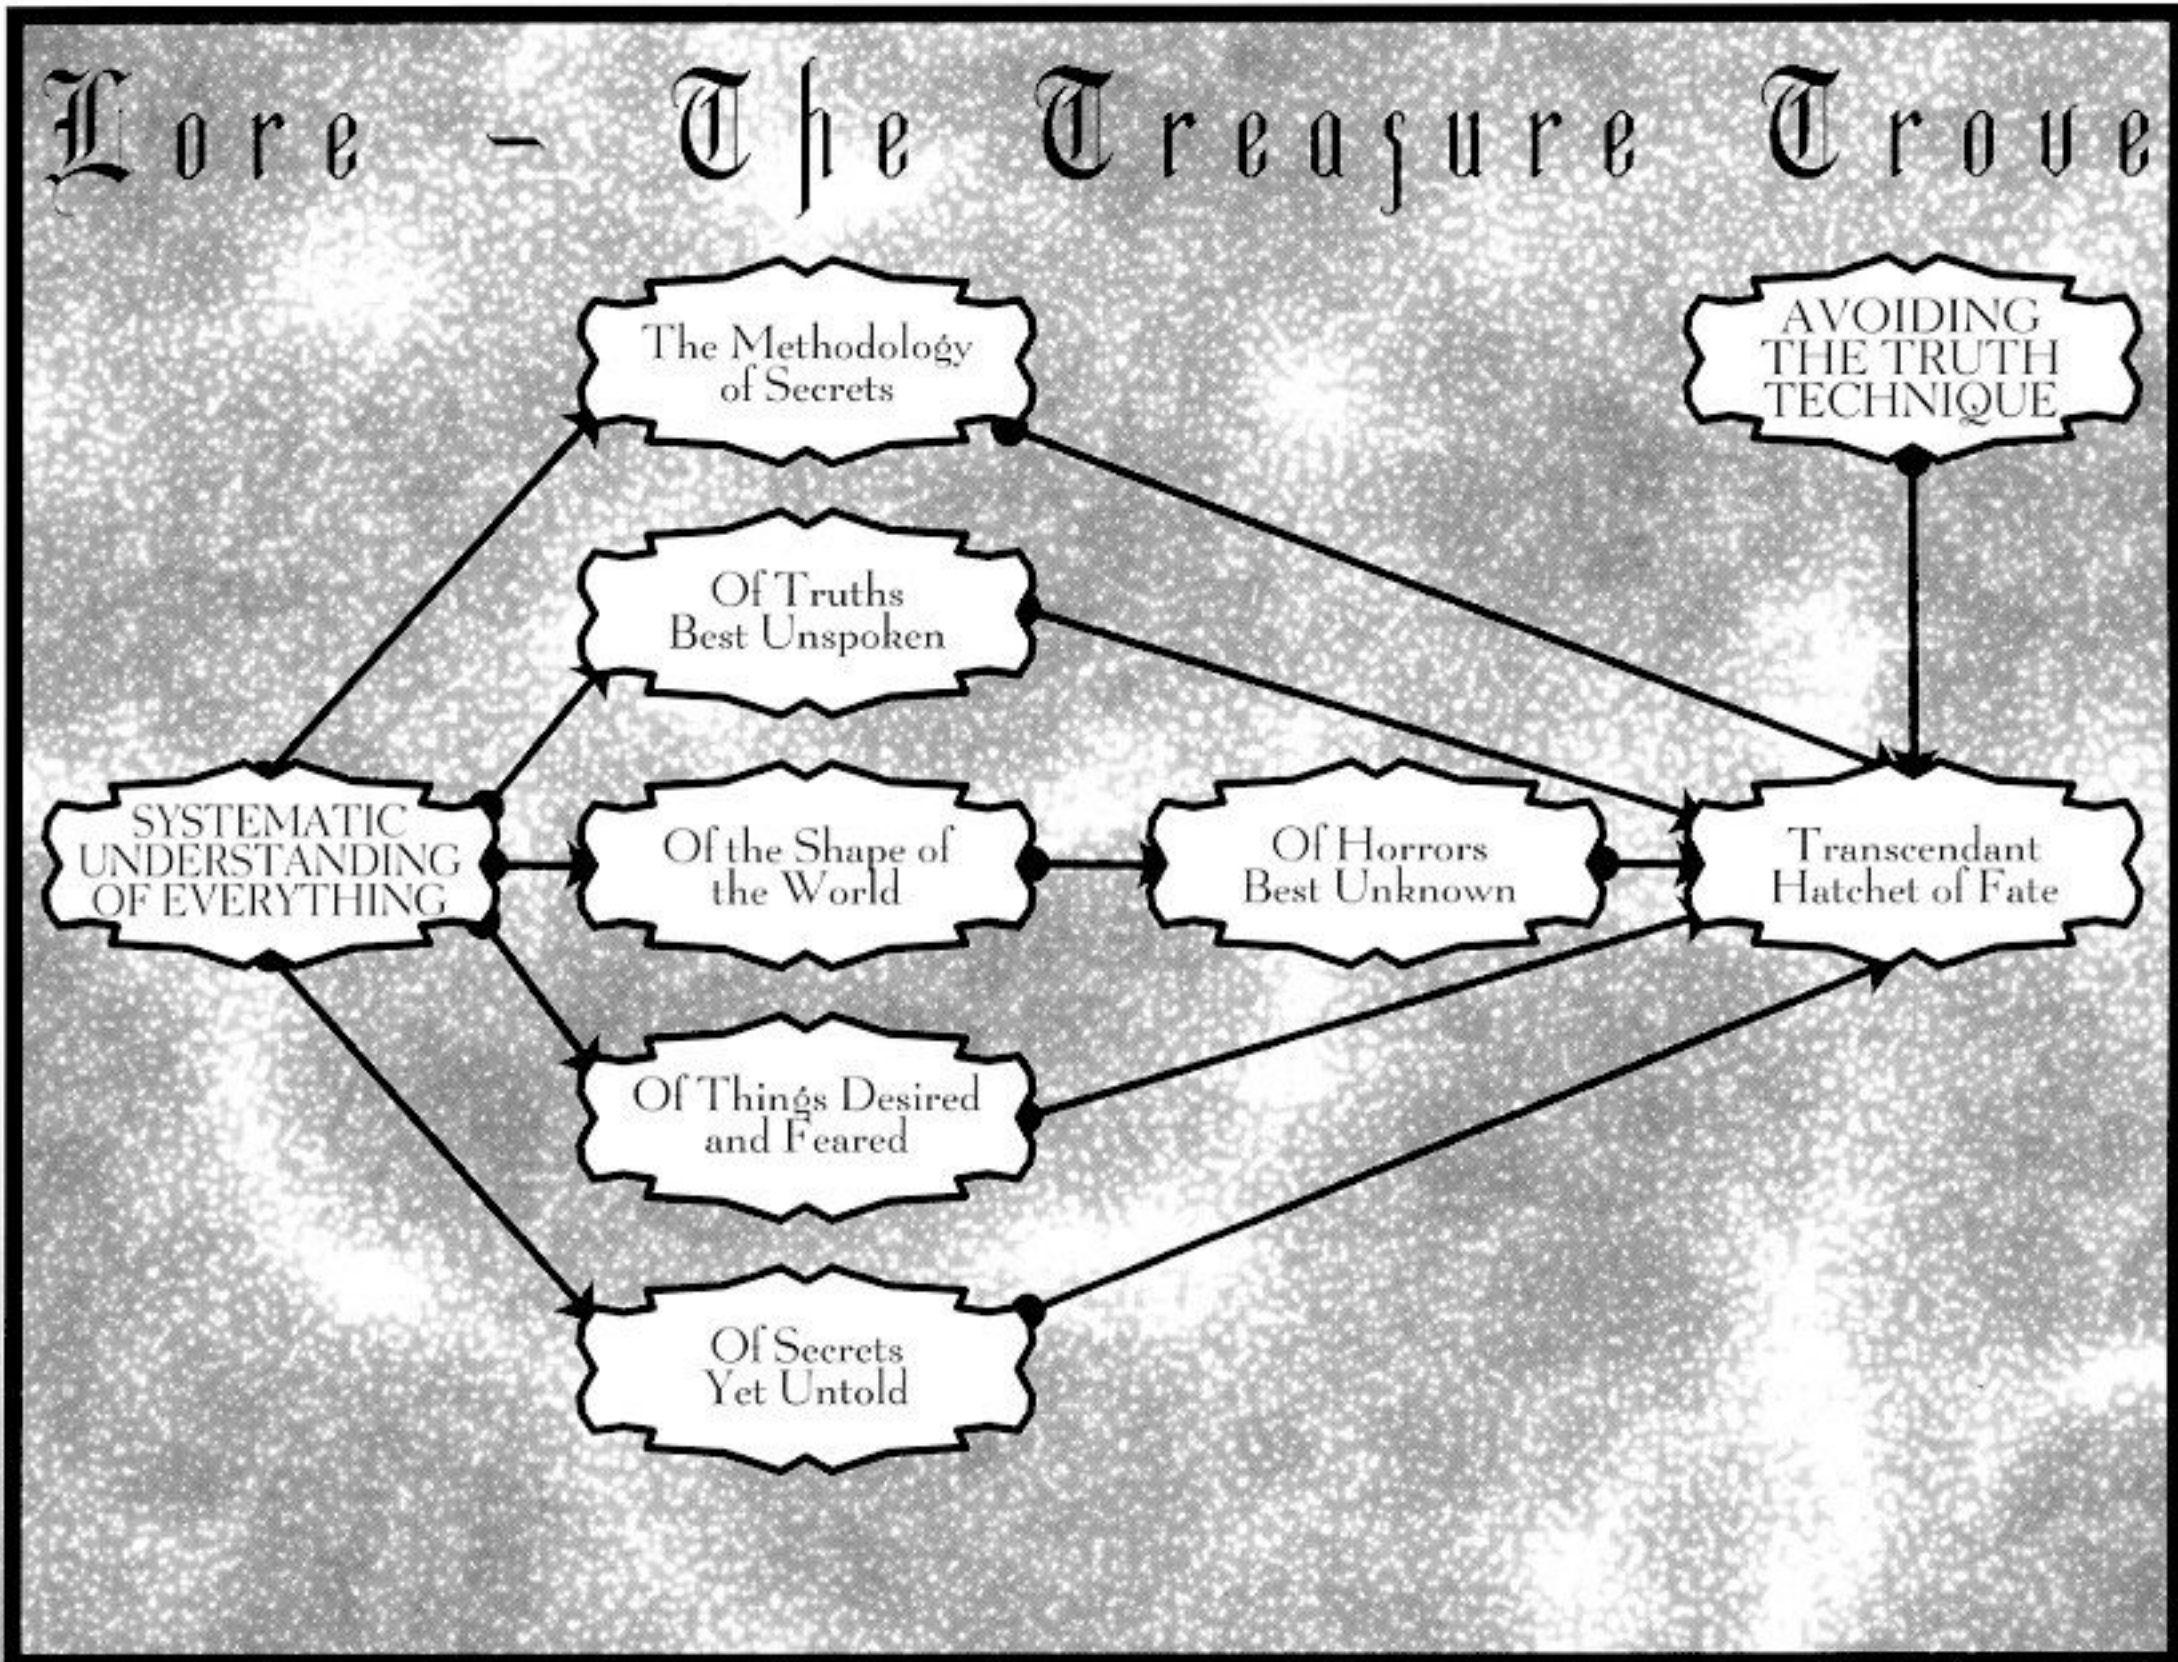 Lore - The Treasure Trove
The Methodology
of Secrets
AVOIDING
THE TRUTH
TECHNIQUE
Of Truths
Best Unspoken
SYSTEMATIC
UNDERSTANDING
OF EVERYTHING
Of the Shape of
the World
Of Horrors
Best Unknown
Transcendant
Hatchet of Fate
Of Things Desired
and Feared
Of Secrets
Yet Untold